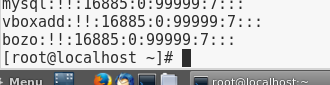 mysql:!!:16885:0:99999:7:::
vboxadd:!!:16885:0:99999:7:::
bozo:!!:16885:0:99999:7:::
[root@localhost ~]#
Menu
root@localhost:~